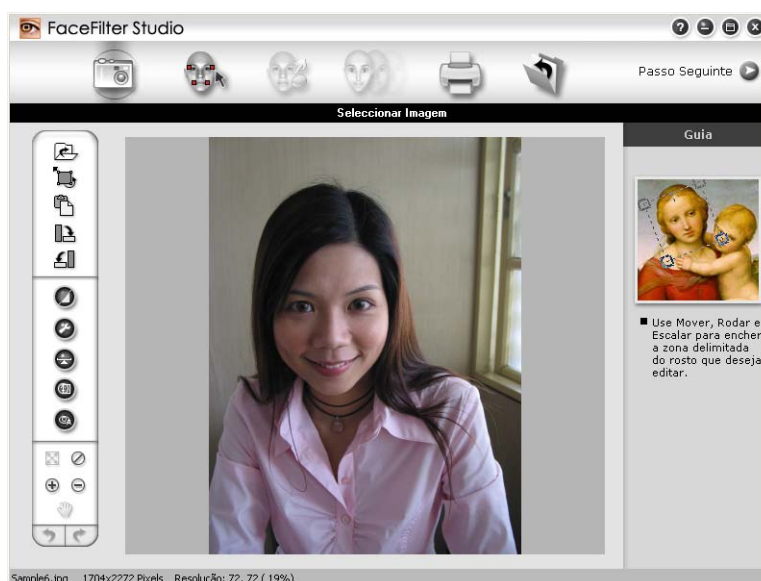 FaceFilter Studio
Passo Seguinte
Seleccionar Imagem
Guia
Use Mover, Rodar e
Escalar para encher
a zona delimitada
do rosto que deseja
editar.
Sample6.jpg 1704x2272 Pixels Resolução: 72, 72 ( 19%)